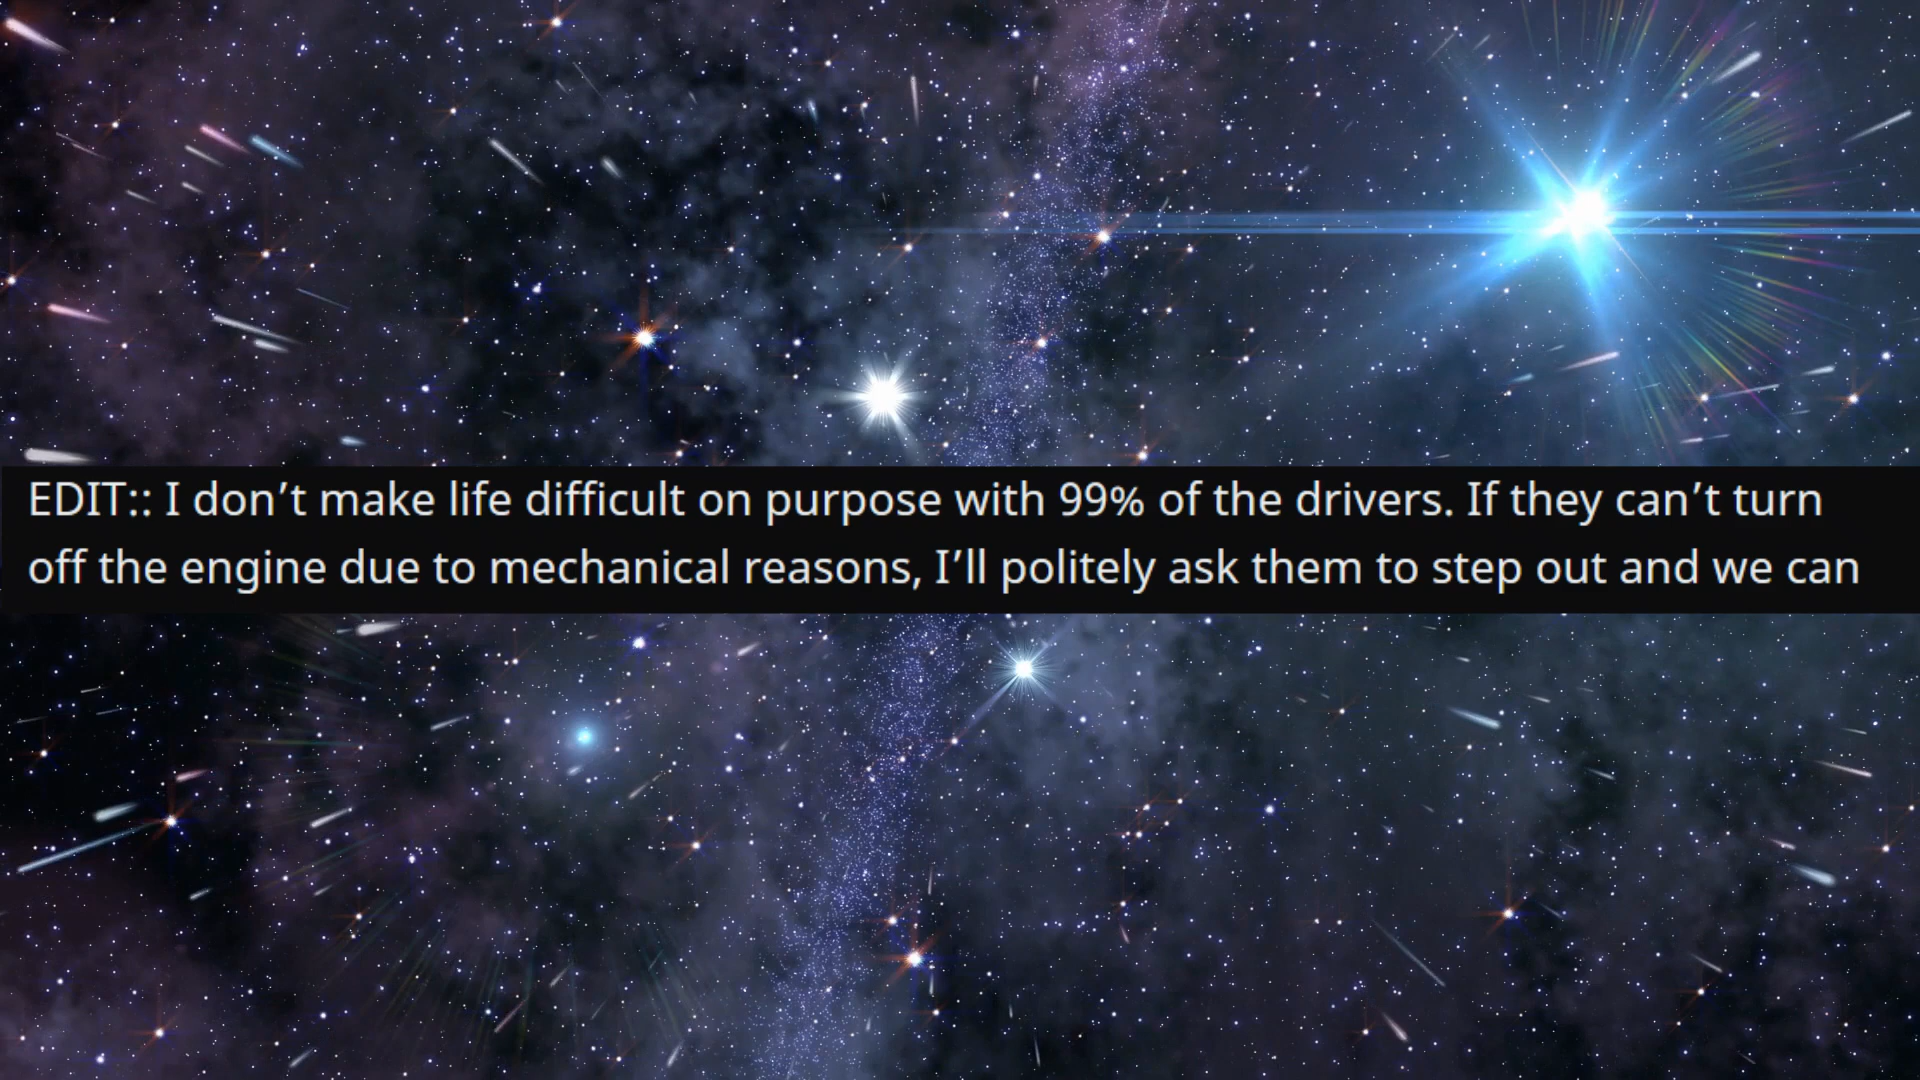 EDIT:: I don’t make life difficult on purpose with 99% of the drivers. If they can’t turn
off the engine due to mechanical reasons, I’ll politely ask them to step out and we can